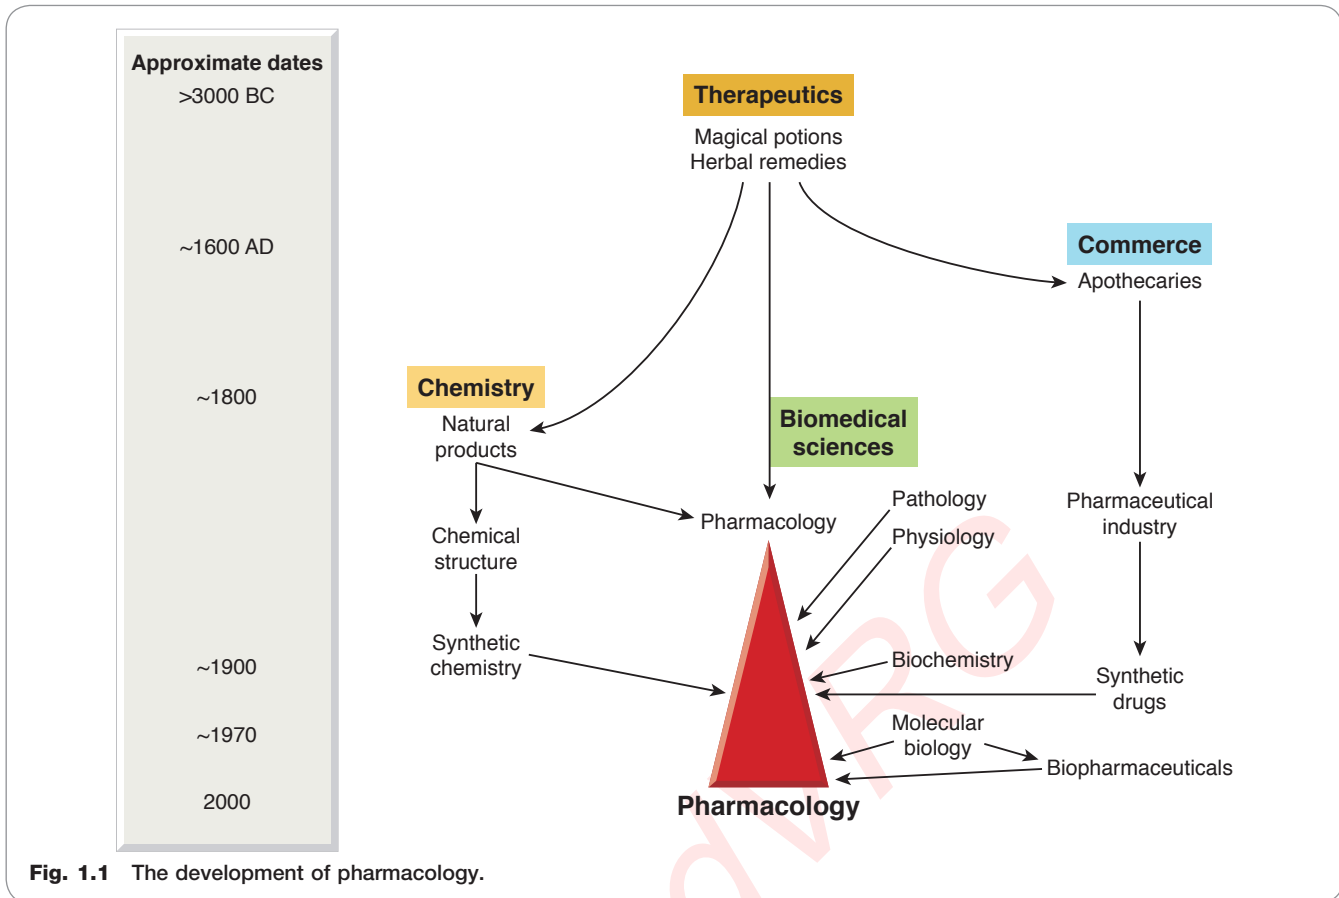 Approximate dates
>3000 BC
~1600 AD
~1800
~1900
~1970
2000
Therapeutics
Magical potions
Herbal remedies
Commerce
Apothecaries
Chemistry
Natural
products
Biomedical
sciences
Pharmacology
Pathology
Physiology
Pharmaceutical
industry
Chemical
structure
Synthetic
chemistry
Biochemistry
Synthetic
drugs
Molecular
biology
Biopharmaceuticals
Pharmacology
Fig. 1.1 The development of pharmacology.
dVRG